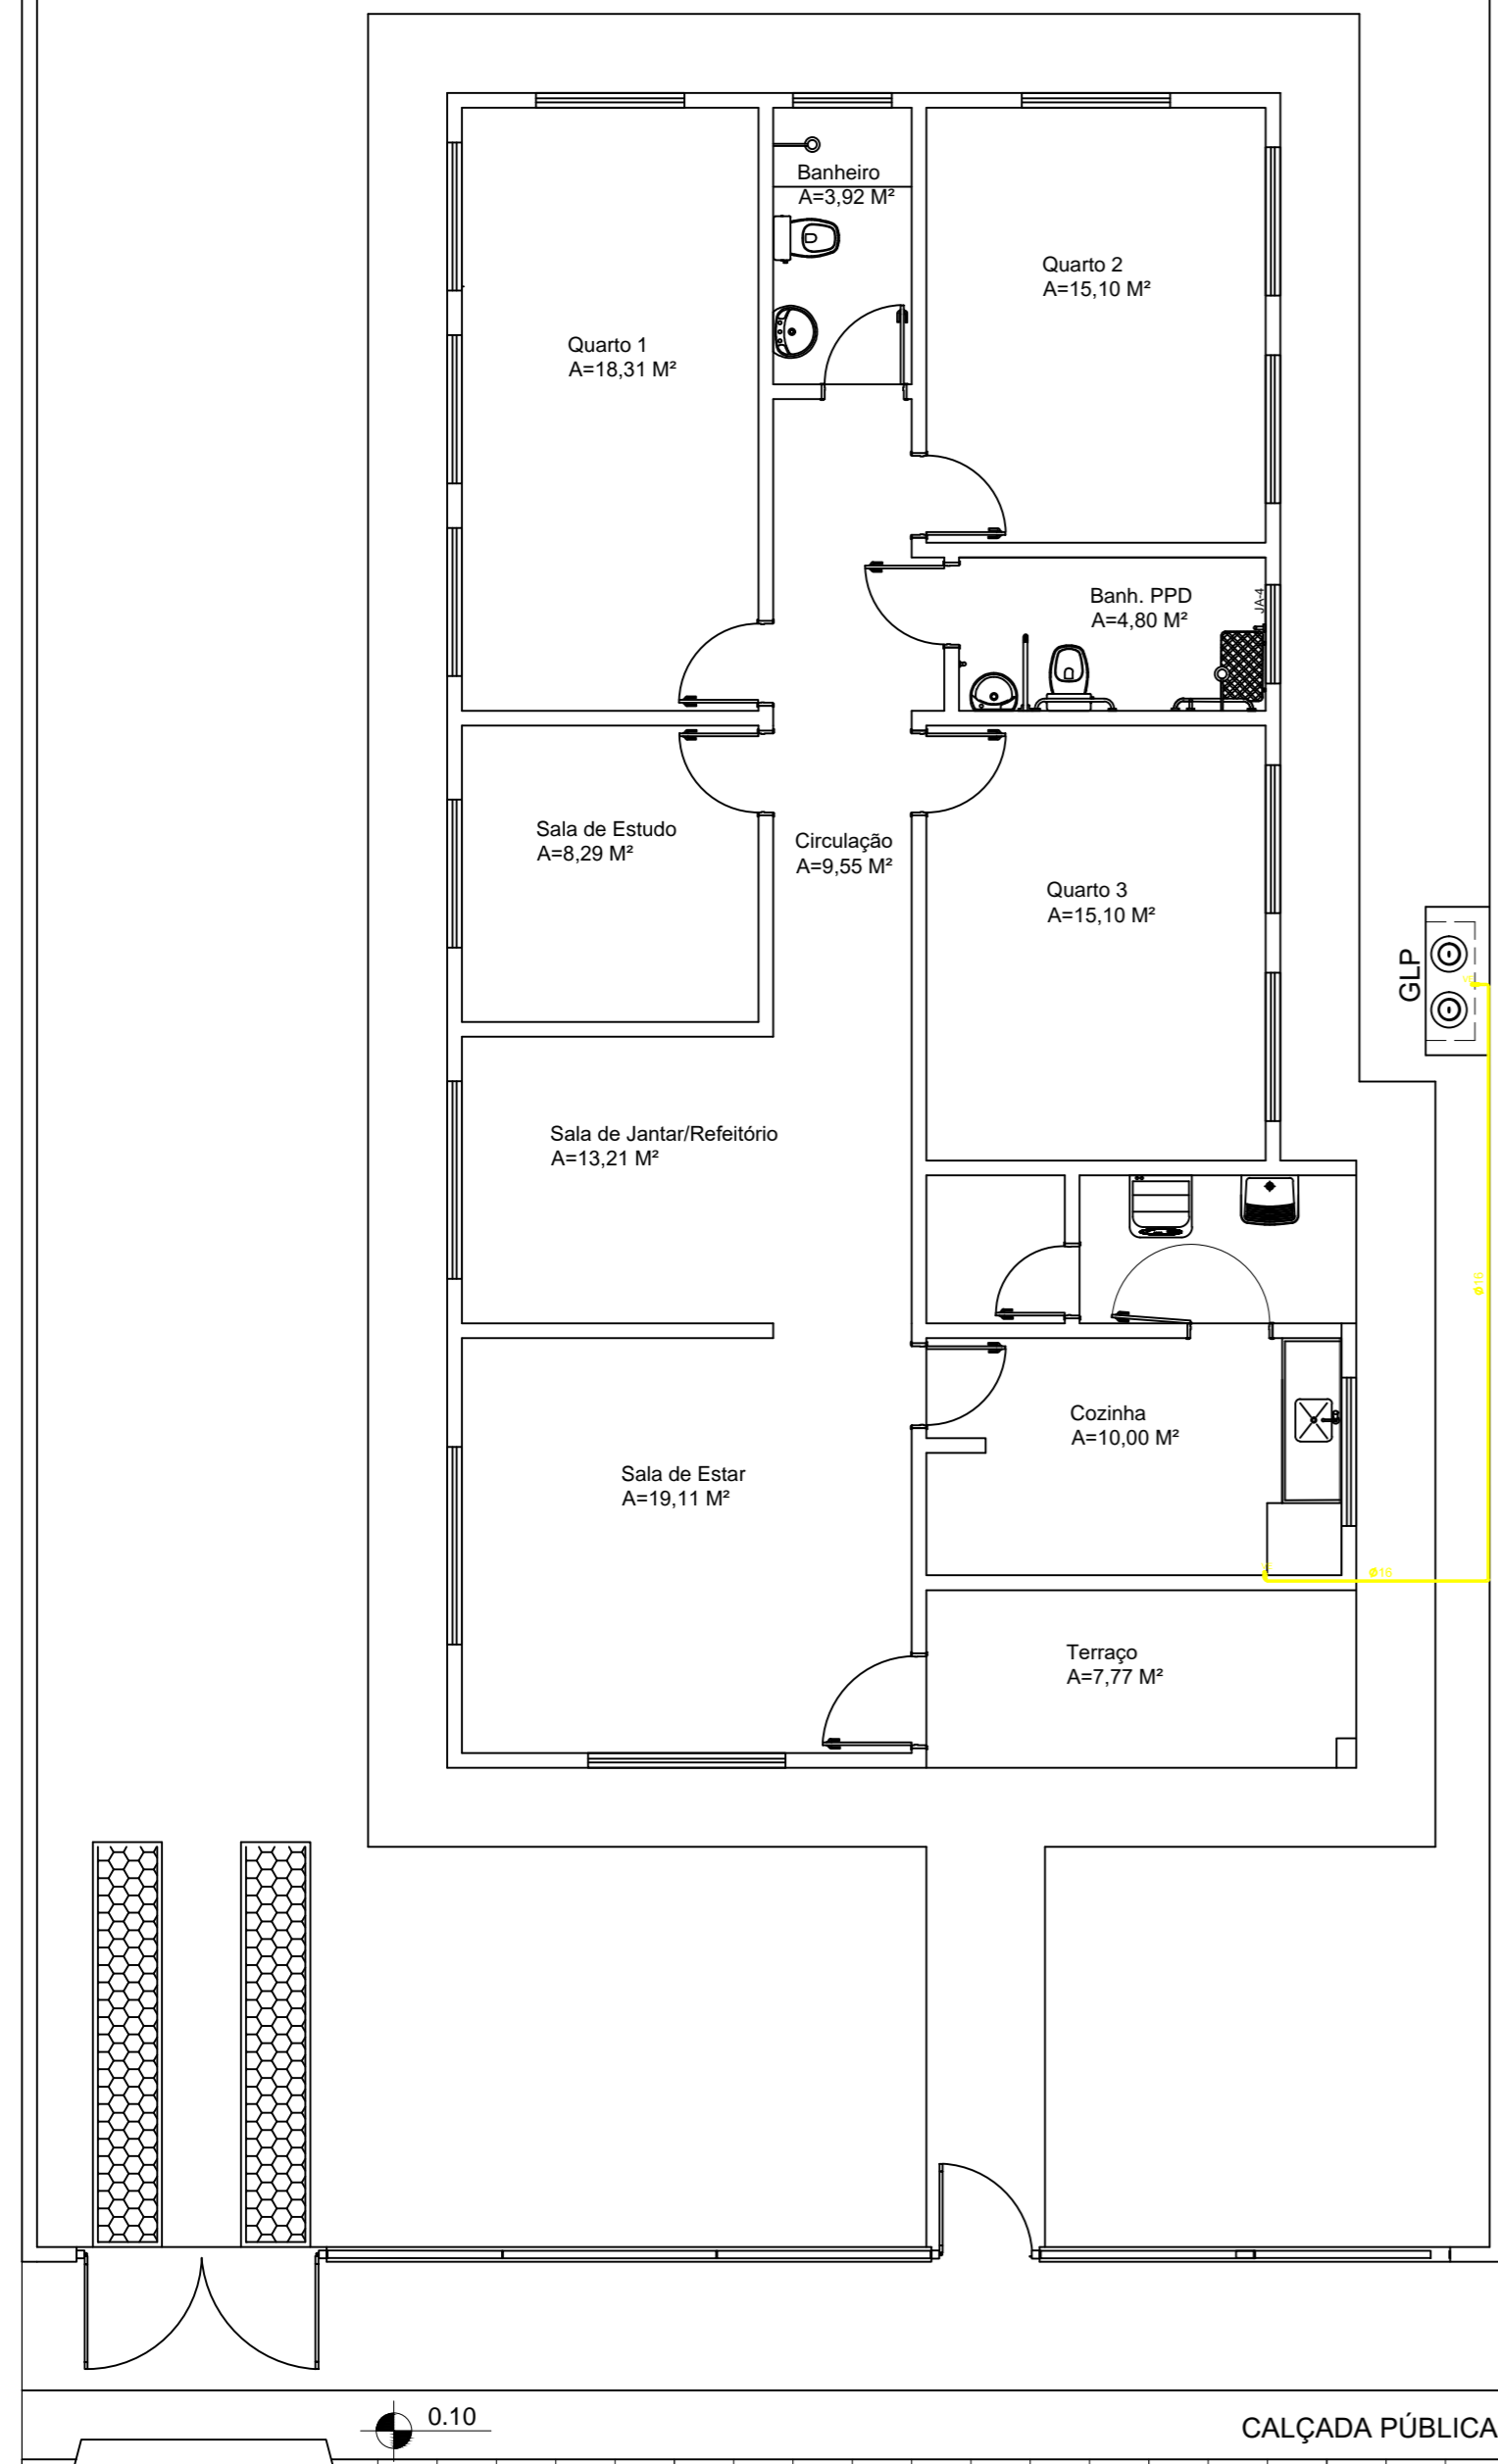 Banheiro
A=3,92 M²
Quarto 2
A=15,10 M²
Quarto 1
A=18,31 M²
Banh. PPD
A=4,80 M²
JA-4
Sala de Estudo
A=8,29 M²
Circulação
A=9,55 M²
Quarto 3
A=15,10 M²
GLP
Sala de Jantar/Refeitório
A=13,21 M²
ø16
Cozinha
A=10,00 M²
Sala de Estar
A=19,11 M²
ø16
Terraço
A=7,77 M²
0.10
CALÇADA PÚBLICA